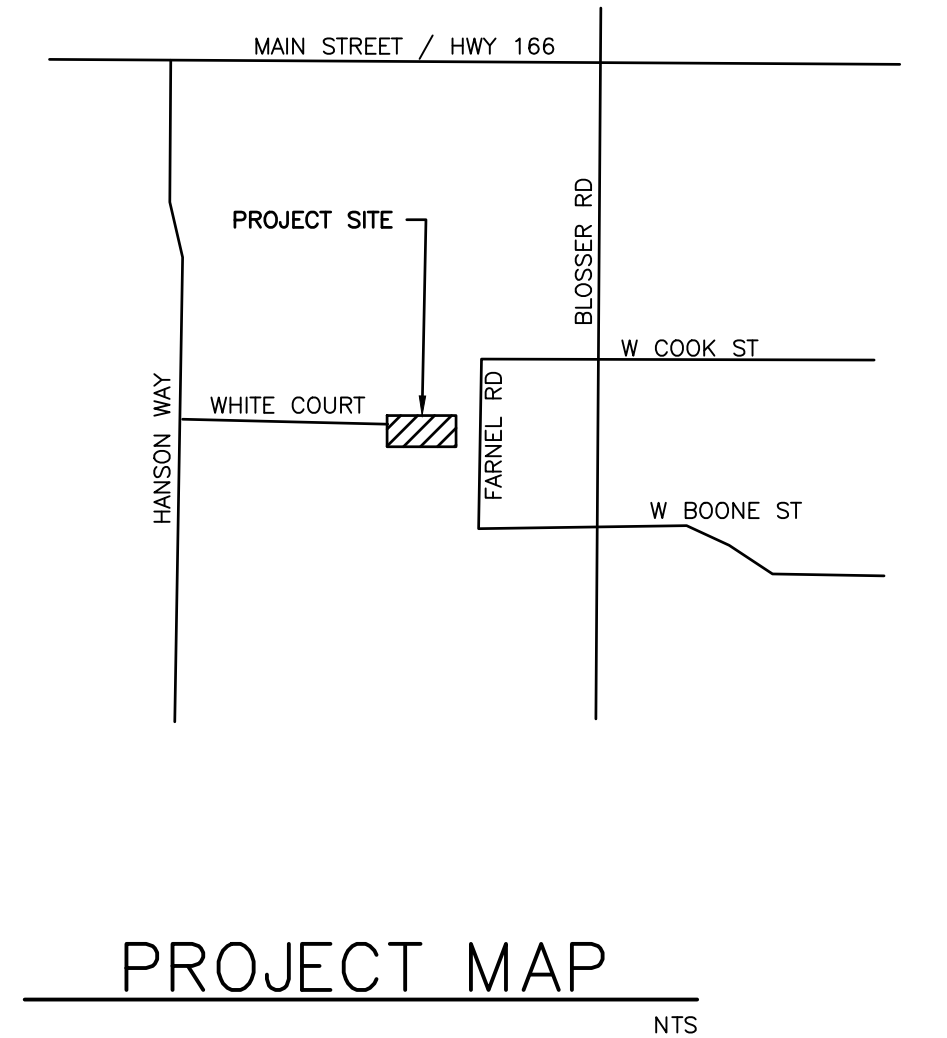 MAIN STREET / HWY 166
BLOSSER RD
PROJECT SITE
W COOK ST
FARNEL RD
HANSON WAY
WHITE COURT
W BOONE ST
PROJECT MAP
NTS